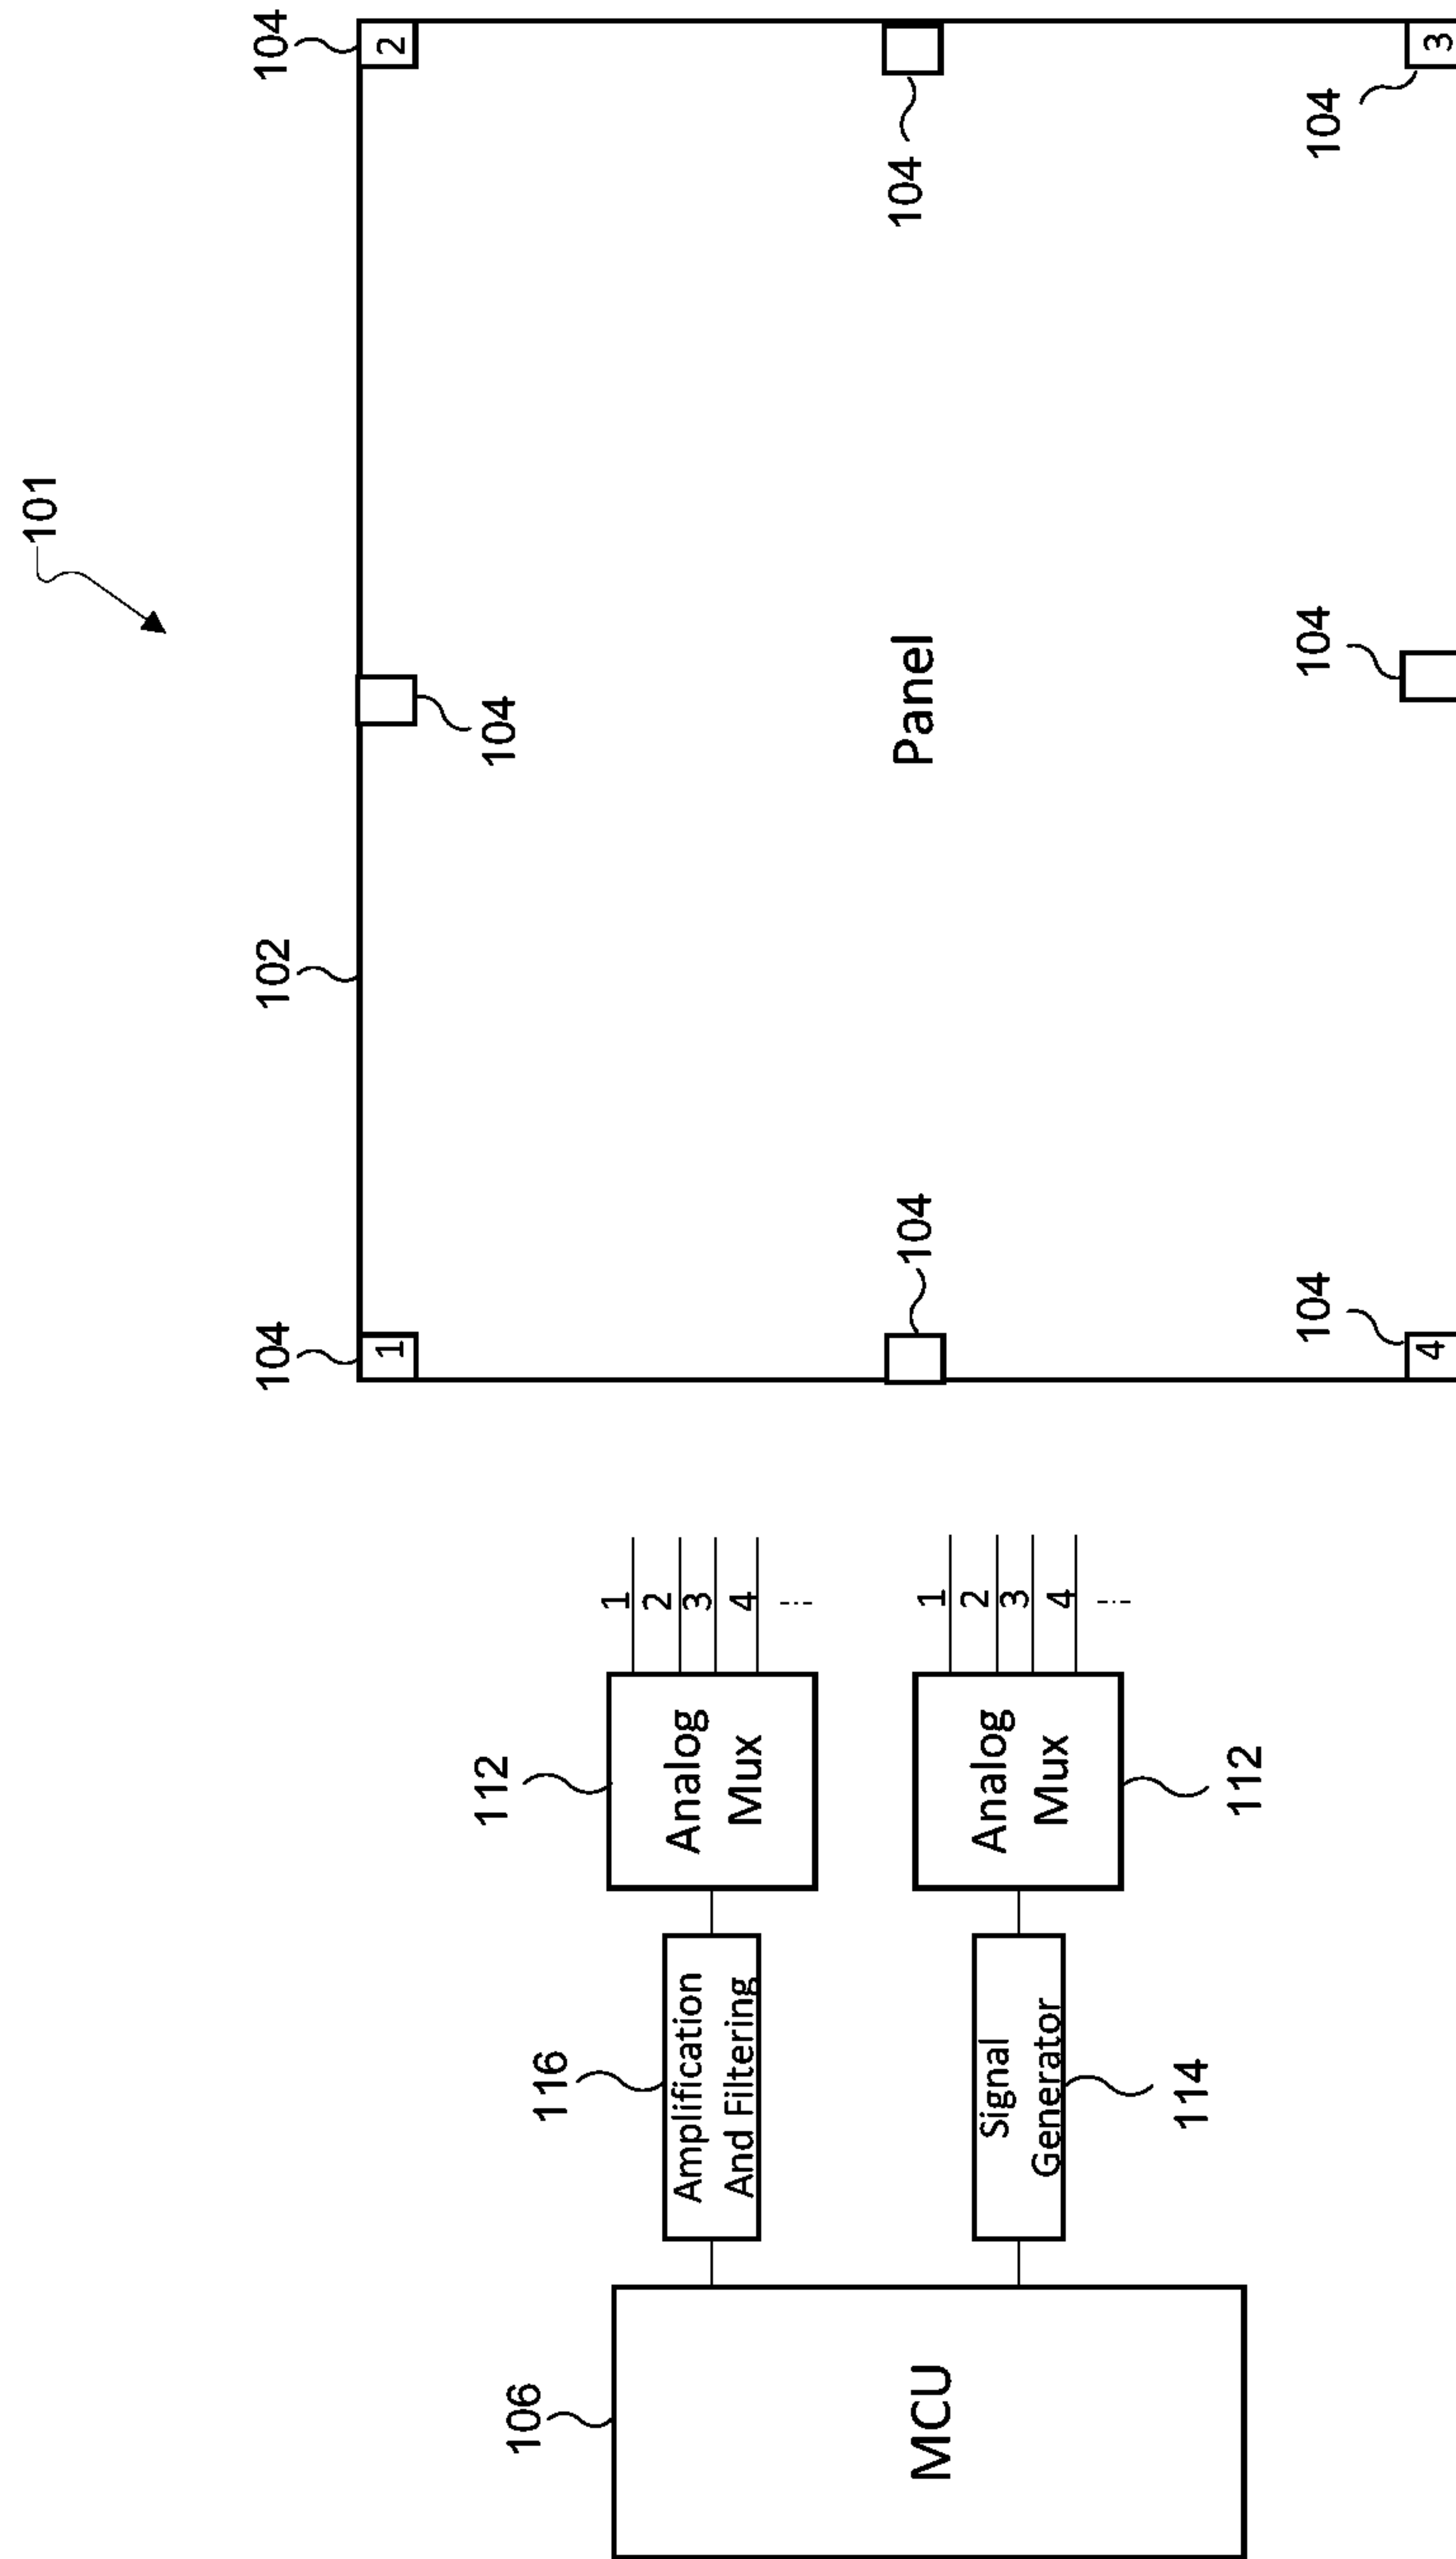 101
104
102
104
104
2
1
104
112
116
106
1
2
3
4
Analog
Mux
Amplification
And Filtering
MCU
Panel
104
104
1
2
3
4
Analog
Mux
Signal
Generator
112
114
104
104
104
3
4